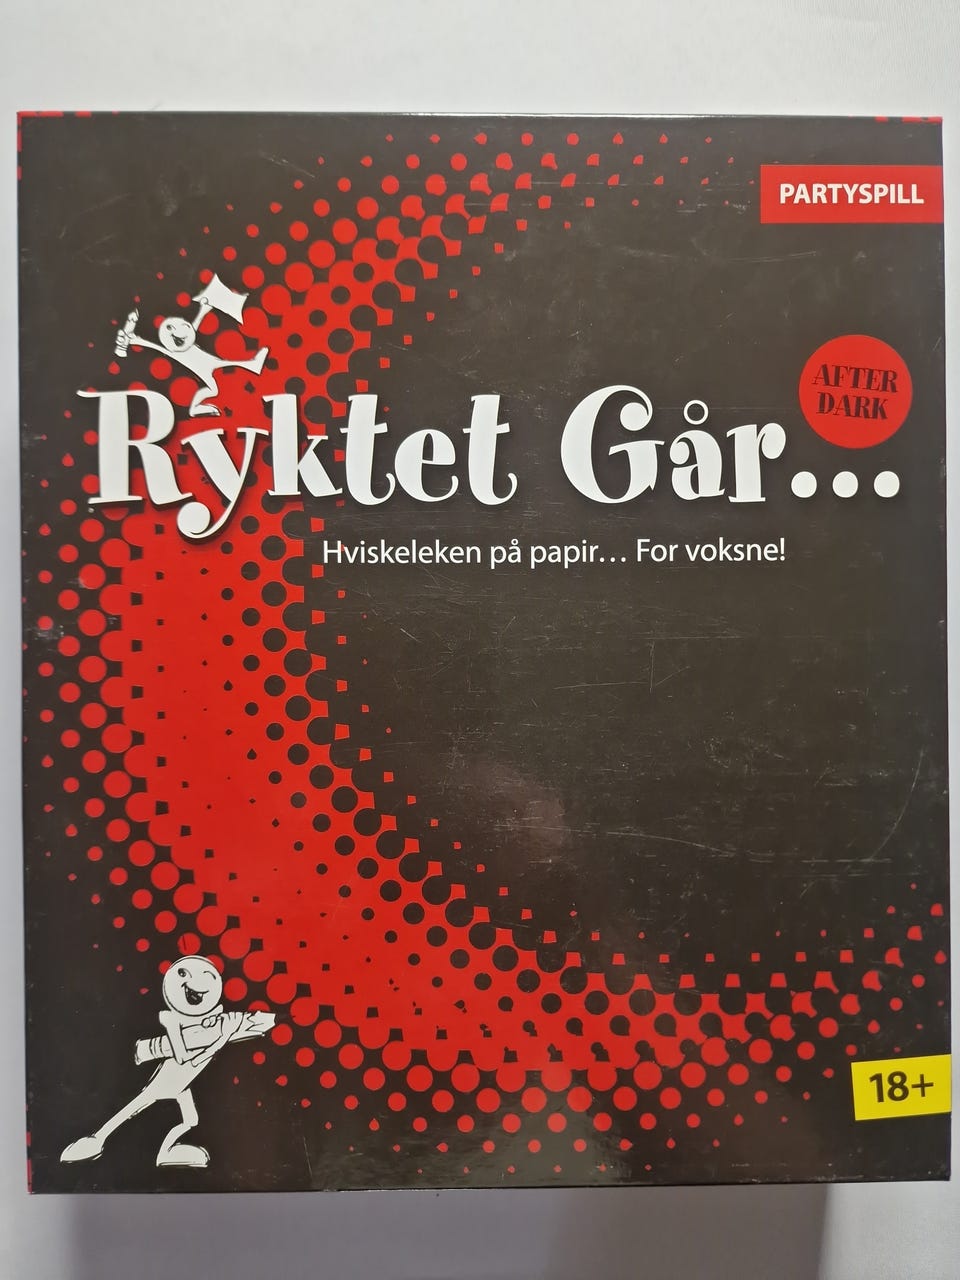 PARTYSPILL
AFTER
DARK
Ryktet Går...
Hviskeleken på papir... For voksne!
18+